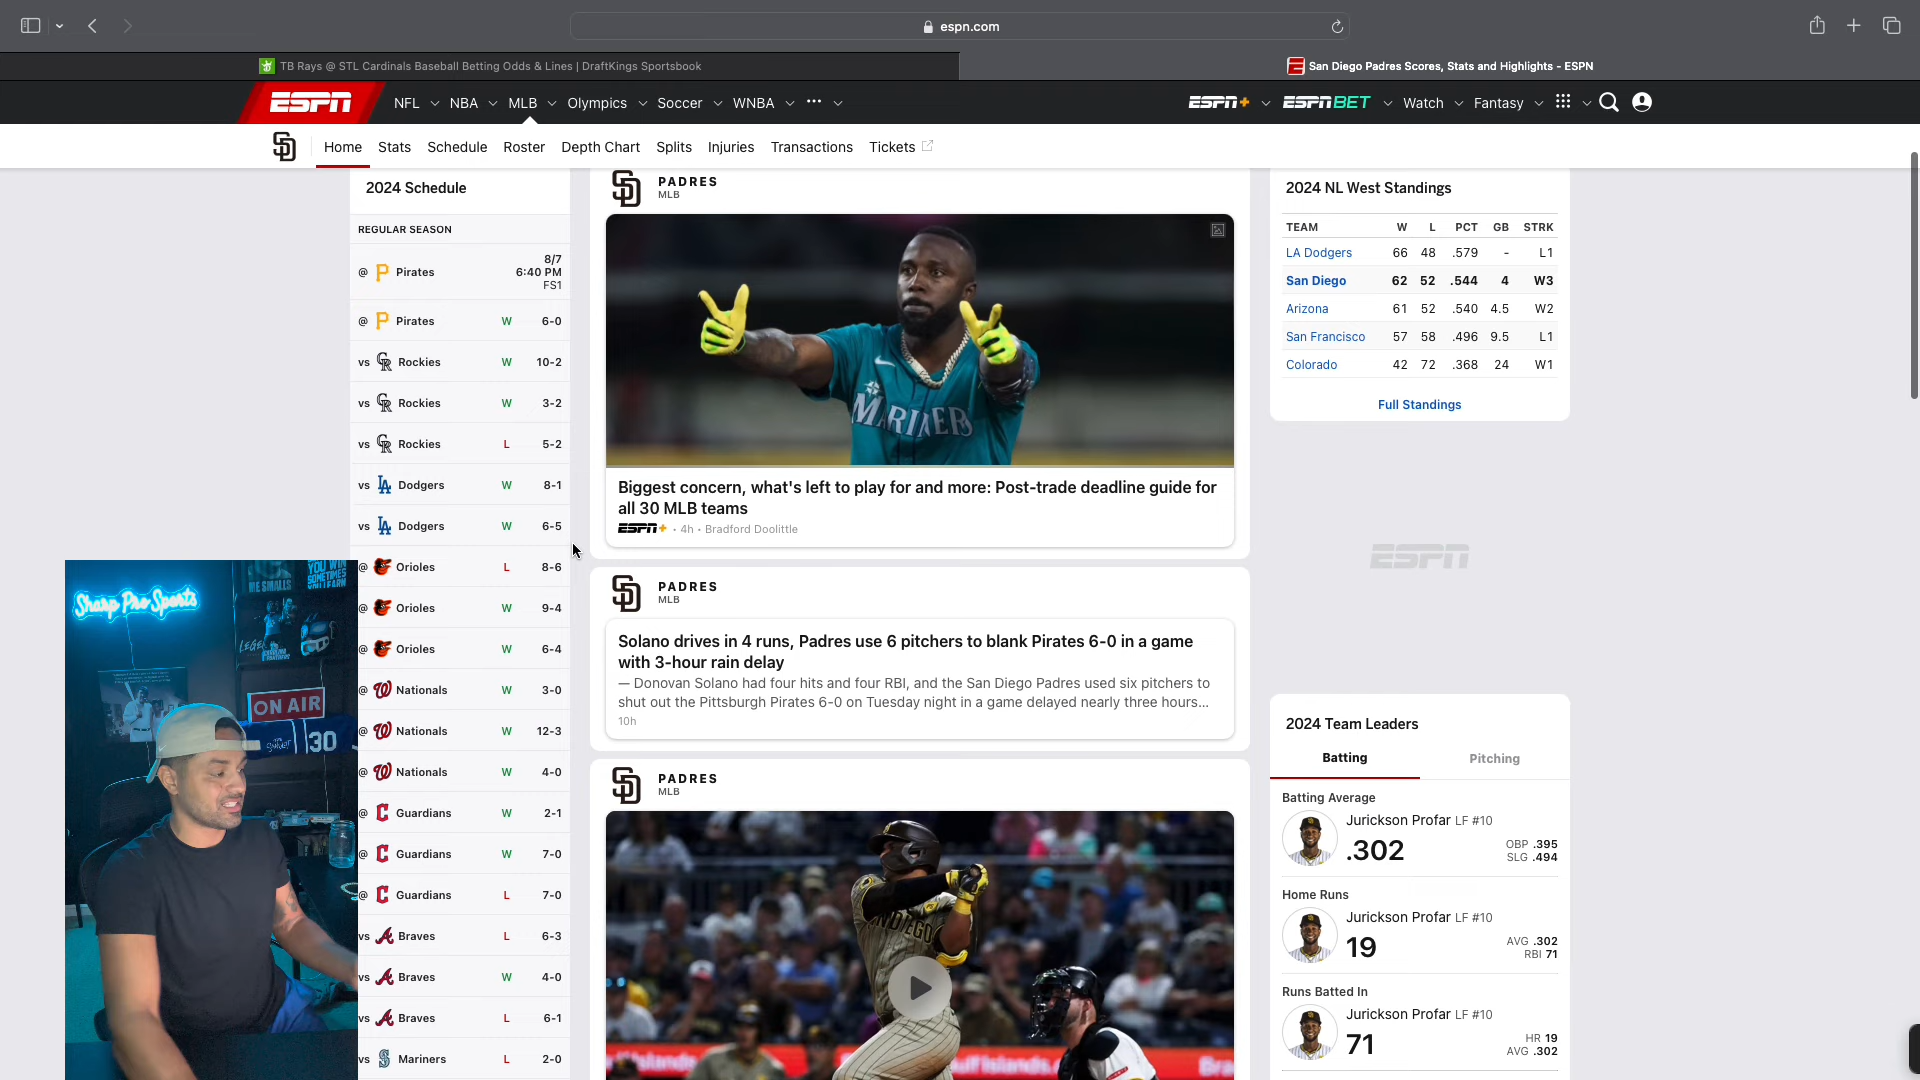 espn.com
TB Rays @ STL Cardinals Baseball Betting Odds & Lines | DraftKings Sportsbook
San Diego Padres Scores, Stats and Highlights - ESPN
ESPN NFL NBA MLB Olympics Soccer WNBA ESPN+ ESPNBET Watch Fantasy
SD Home Stats Schedule Roster Depth Chart Splits Injuries Transactions Tickets
2024 Schedule
REGULAR SEASON
@ Pirates 8/7
6:40 PM
FS1
@ Pirates W 6-0
vs Rockies W 10-2
vs Rockies W 3-2
vs Rockies L 5-2
vs Dodgers W 8-1
vs Dodgers W 6-5
@ Orioles L 8-6
@ Orioles W 9-4
@ Orioles W 6-4
@ Nationals W 3-0
@ Nationals W 12-3
@ Nationals W 4-0
@ Guardians W 2-1
@ Guardians W 7-0
@ Guardians L 7-0
vs Braves L 6-3
vs Braves W 4-0
vs Braves L 6-1
vs Mariners L 2-0
PADRES
MLB
MARINER
Biggest concern, what's left to play for and more: Post-trade deadline guide for
all 30 MLB teams
ESPN+ • 4h • Bradford Doolittle
PADRES
MLB
Solano drives in 4 runs, Padres use 6 pitchers to blank Pirates 6-0 in a game
with 3-hour rain delay
— Donovan Solano had four hits and four RBI, and the San Diego Padres used six pitchers to
shut out the Pittsburgh Pirates 6-0 on Tuesday night in a game delayed nearly three hours...
10h
PADRES
MLB
2024 NL West Standings
TEAM W L PCT GB STRK
LA Dodgers 66 48 .579 - L1
San Diego 62 52 .544 4 W3
Arizona 61 52 .540 4.5 W2
San Francisco 57 58 .496 9.5 L1
Colorado 42 72 .368 24 W1
Full Standings
ESPN
2024 Team Leaders
Batting Pitching
Batting Average
Jurickson Profar LF #10
.302
OBP .395
SLG .494
Home Runs
Jurickson Profar LF #10
19
AVG .302
RBI 71
Runs Batted In
Jurickson Profar LF #10
71
HR 19
AVG .302
Sharp Pro Sports
ON AIR
30